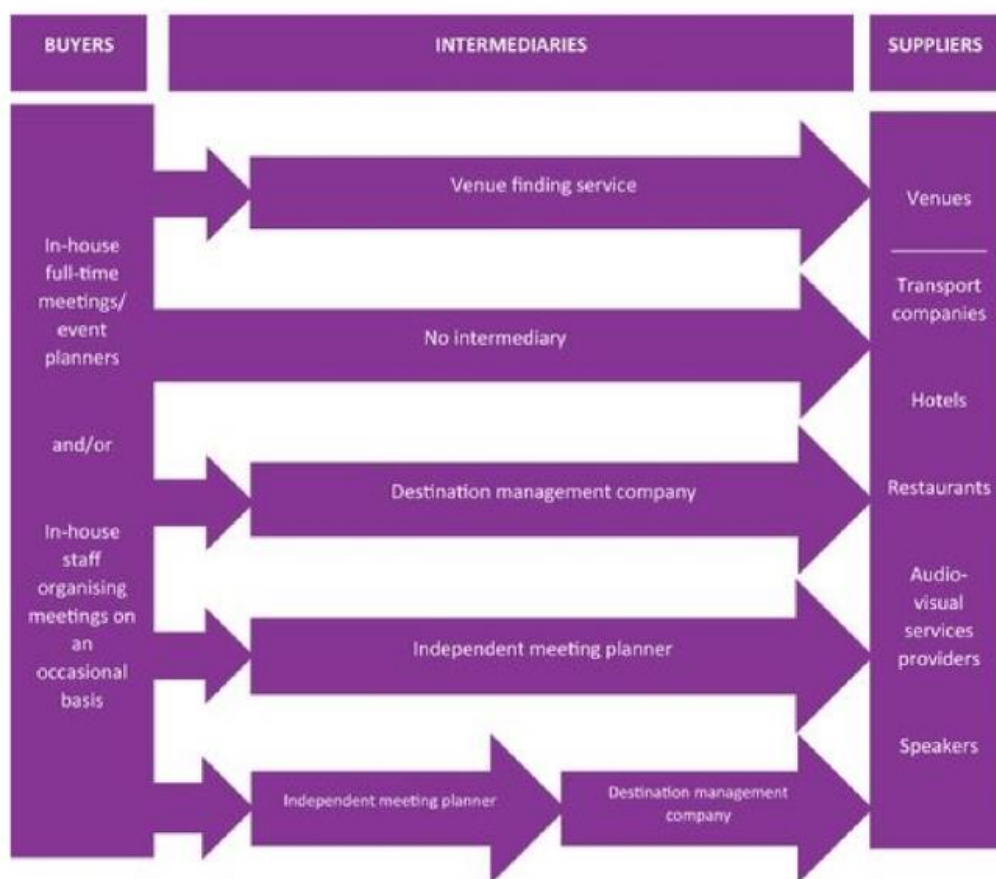 BUYERS
INTERMEDIARIES
SUPPLIERS
In-house
full-time
meetings/
event
planners
and/or
In-house
staff
organising
meetings on
an
occasional
basis
Venue finding service
No intermediary
Destination management company
Independent meeting planner
Independent meeting planner
Destination management
company
Venues
Transport
companies
Hotels
Restaurants
Audio-
visual
services
providers
Speakers